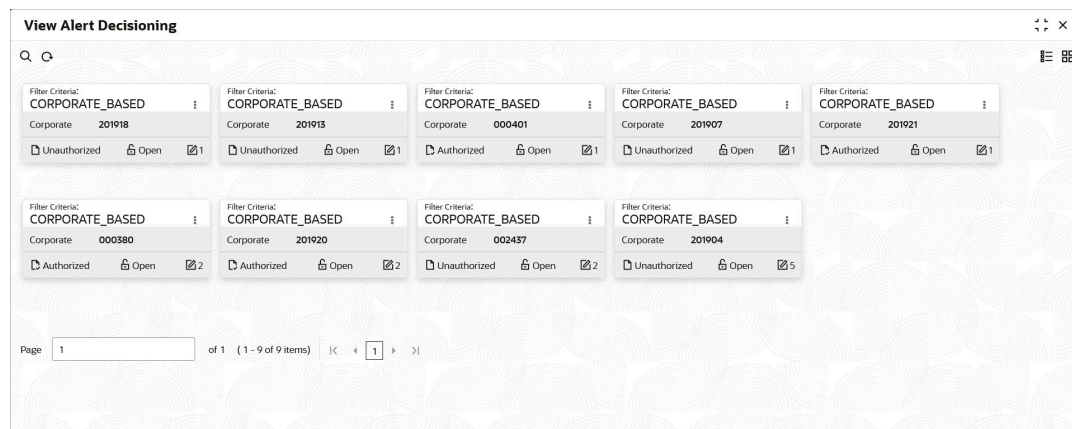 View Alert Decisioning
Filter Criteria: Filter Criteria: Filter Criteria: Filter Criteria: Filter Criteria:
CORPORATE_BASED CORPORATE_BASED CORPORATE_BASED CORPORATE_BASED CORPORATE_BASED
Corporate 201918 Corporate 201913 Corporate 000401 Corporate 201907 Corporate 201921
Unauthorized Open 1 Unauthorized Open 1 Authorized Open 1 Unauthorized Open 1 Authorized Open 1
Filter Criteria: Filter Criteria: Filter Criteria: Filter Criteria:
CORPORATE_BASED CORPORATE_BASED CORPORATE_BASED CORPORATE_BASED
Corporate 000380 Corporate 201920 Corporate 002437 Corporate 201904
Authorized Open 2 Authorized Open 2 Unauthorized Open 2 Unauthorized Open 5
Page 1 of 1 ( 1 - 9 of 9 items) 1